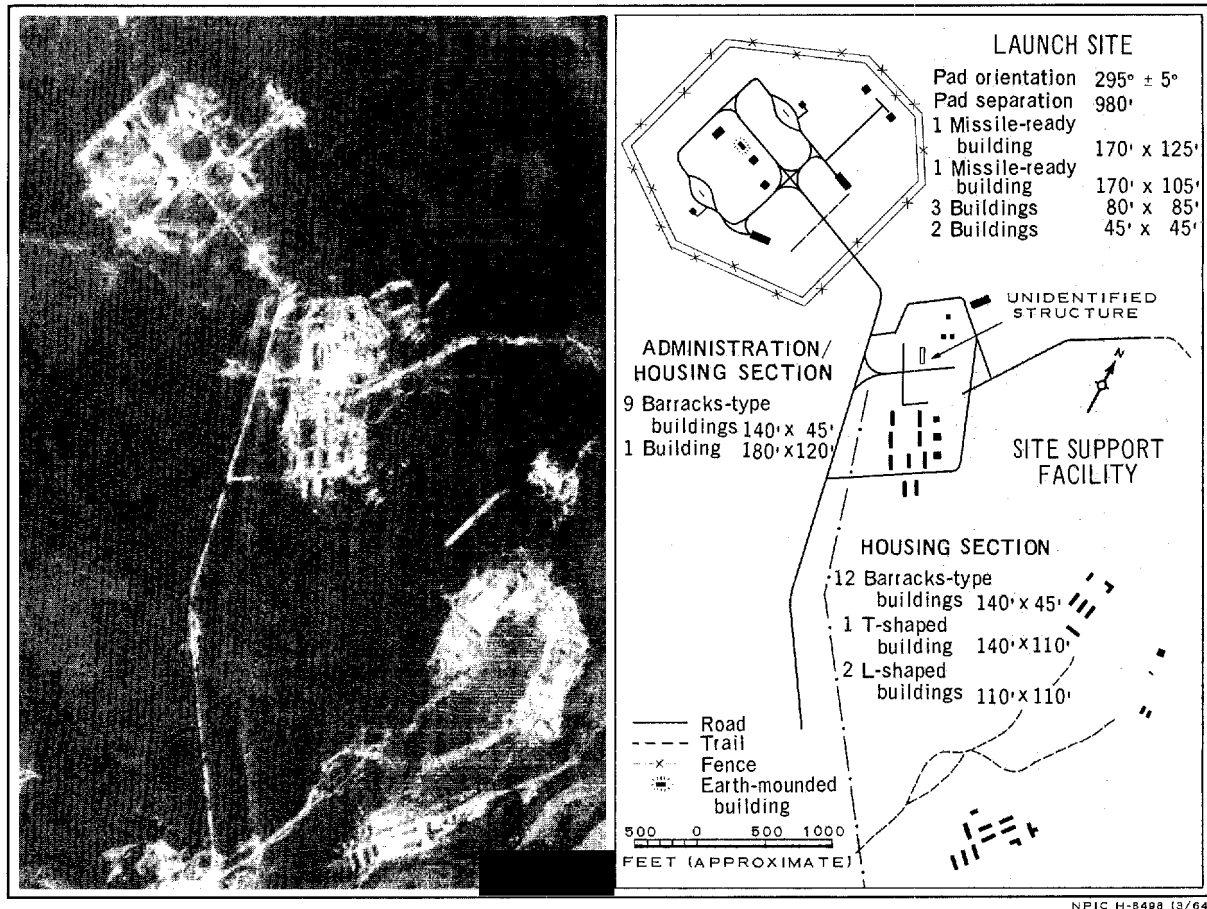 LAUNCH SITE
Pad orientation 295° ± 5°
Pad separation 980'
1 Missile-ready
building 170' x 125'
1 Missile-ready
building 170' x 105'
3 Buildings 80' x 85'
2 Buildings 45' x 45'
UNIDENTIFIED
STRUCTURE
ADMINISTRATION/
HOUSING SECTION
9 Barracks-type
buildings 140' x 45'
1 Building 180' x 120'
N
SITE SUPPORT
FACILITY
HOUSING SECTION
12 Barracks-type
buildings 140' x 45'
1 T-shaped
building 140' x 110'
2 L-shaped
buildings 110' x 110'
Road
Trail
Fence
Earth-mounded
building
500 0 500 1000
FEET (APPROXIMATE)
NPIC H-8498 (3/64)